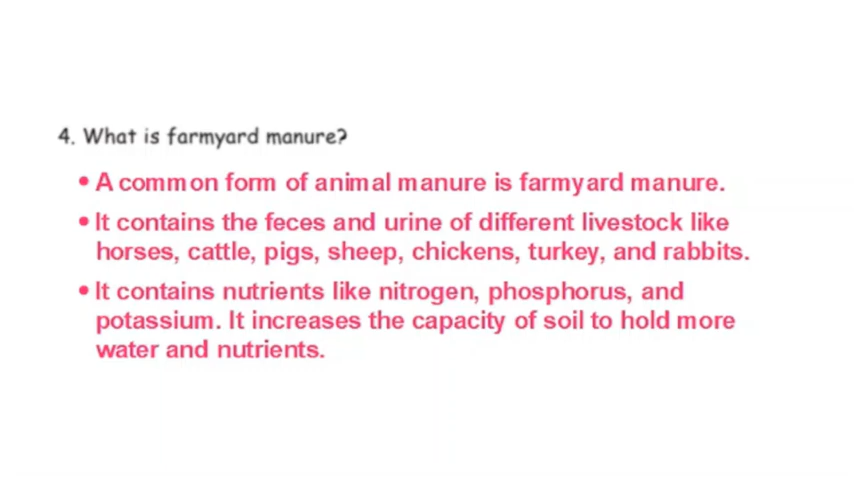 4. What is farmyard manure?
• A common form of animal manure is farmyard manure.
• It contains the feces and urine of different livestock like
horses, cattle, pigs, sheep, chickens, turkey, and rabbits.
• It contains nutrients like nitrogen, phosphorus, and
potassium. It increases the capacity of soil to hold more
water and nutrients.